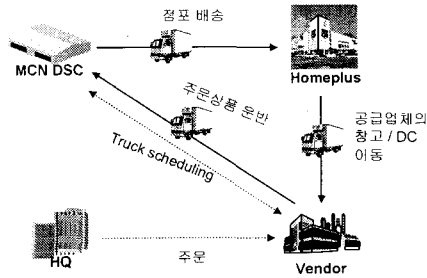 점포 배송
MCN DSC
Homeplus
주문상품 운반
공급업체의
창고 / DC
이동
Truck scheduling
HQ
주문
Vendor